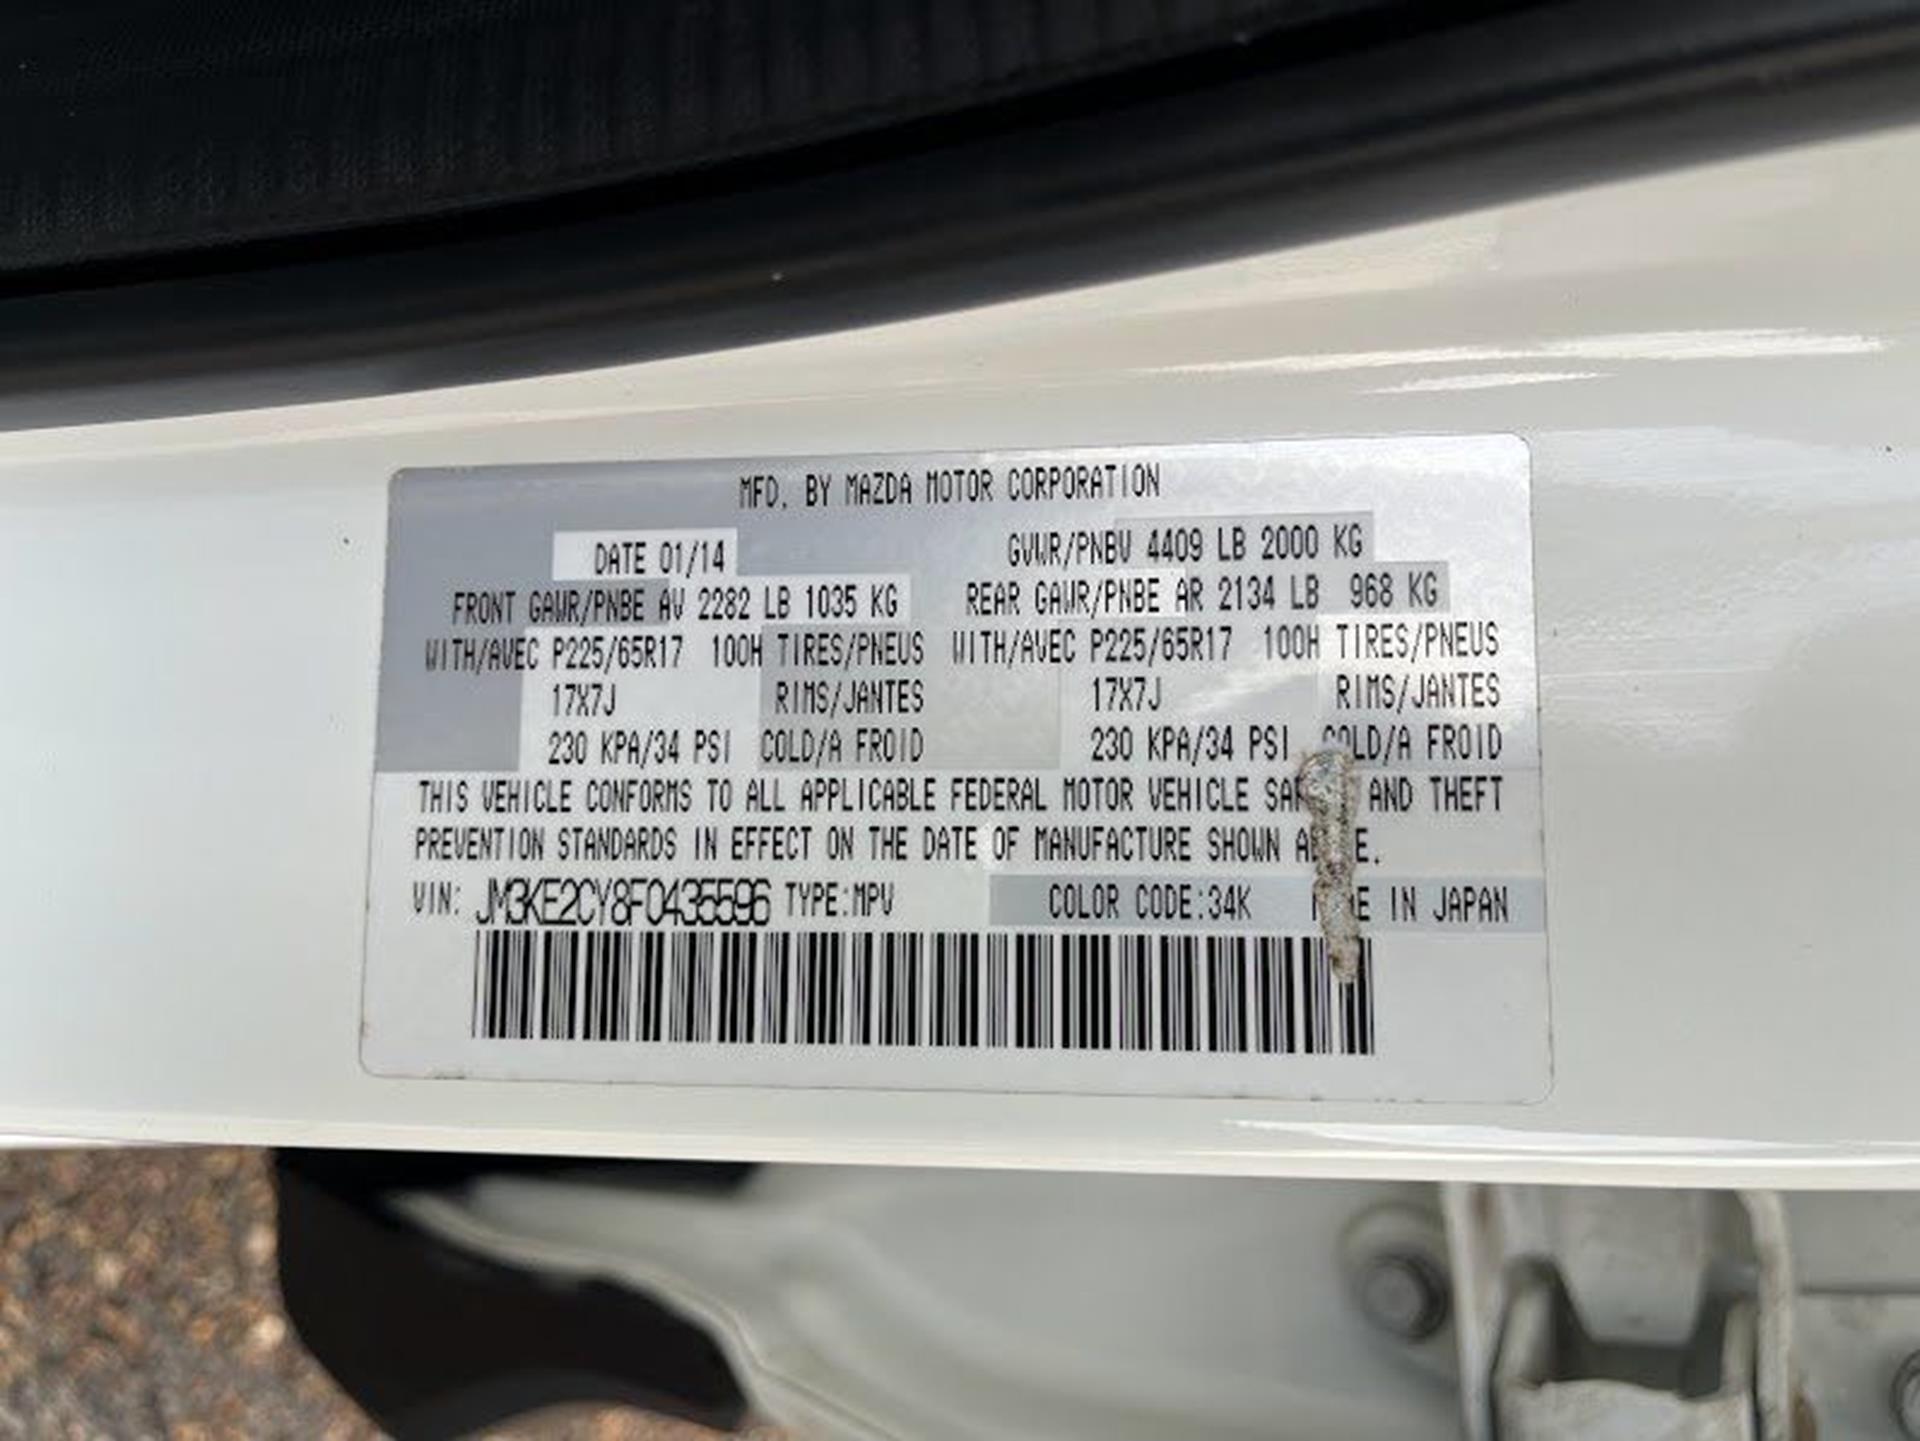 MFD. BY MAZDA MOTOR CORPORATION
DATE 01/14 GVWR/PNBV 4409 LB 2000 KG
FRONT GAWR/PNBE AV 2282 LB 1035 KG REAR GAWR/PNBE AR 2134 LB 968 KG
WITH/AVEC P225/65R17 100H TIRES/PNEUS WITH/AVEC P225/65R17 100H TIRES/PNEUS
17X7J RIMS/JANTES 17X7J RIMS/JANTES
230 KPA/34 PSI COLD/A FROID 230 KPA/34 PSI COLD/A FROID
THIS VEHICLE CONFORMS TO ALL APPLICABLE FEDERAL MOTOR VEHICLE AND THEFT
PREVENTION STANDARDS IN EFFECT ON THE DATE OF MANUFACTURE SHOWN
VIN: JM3KE2CY8F0435596 TYPE:MPV COLOR CODE:34K IN JAPAN